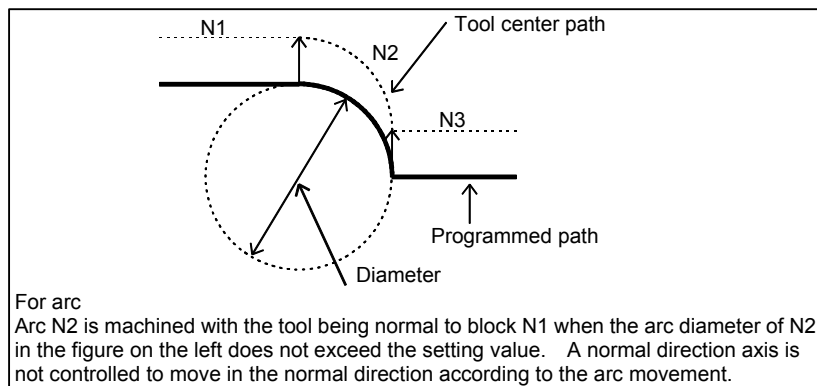 N1
Tool center path
N2
N3
Programmed path
Diameter
For arc
Arc N2 is machined with the tool being normal to block N1 when the arc diameter of N2
in the figure on the left does not exceed the setting value. A normal direction axis is
not controlled to move in the normal direction according to the arc movement.